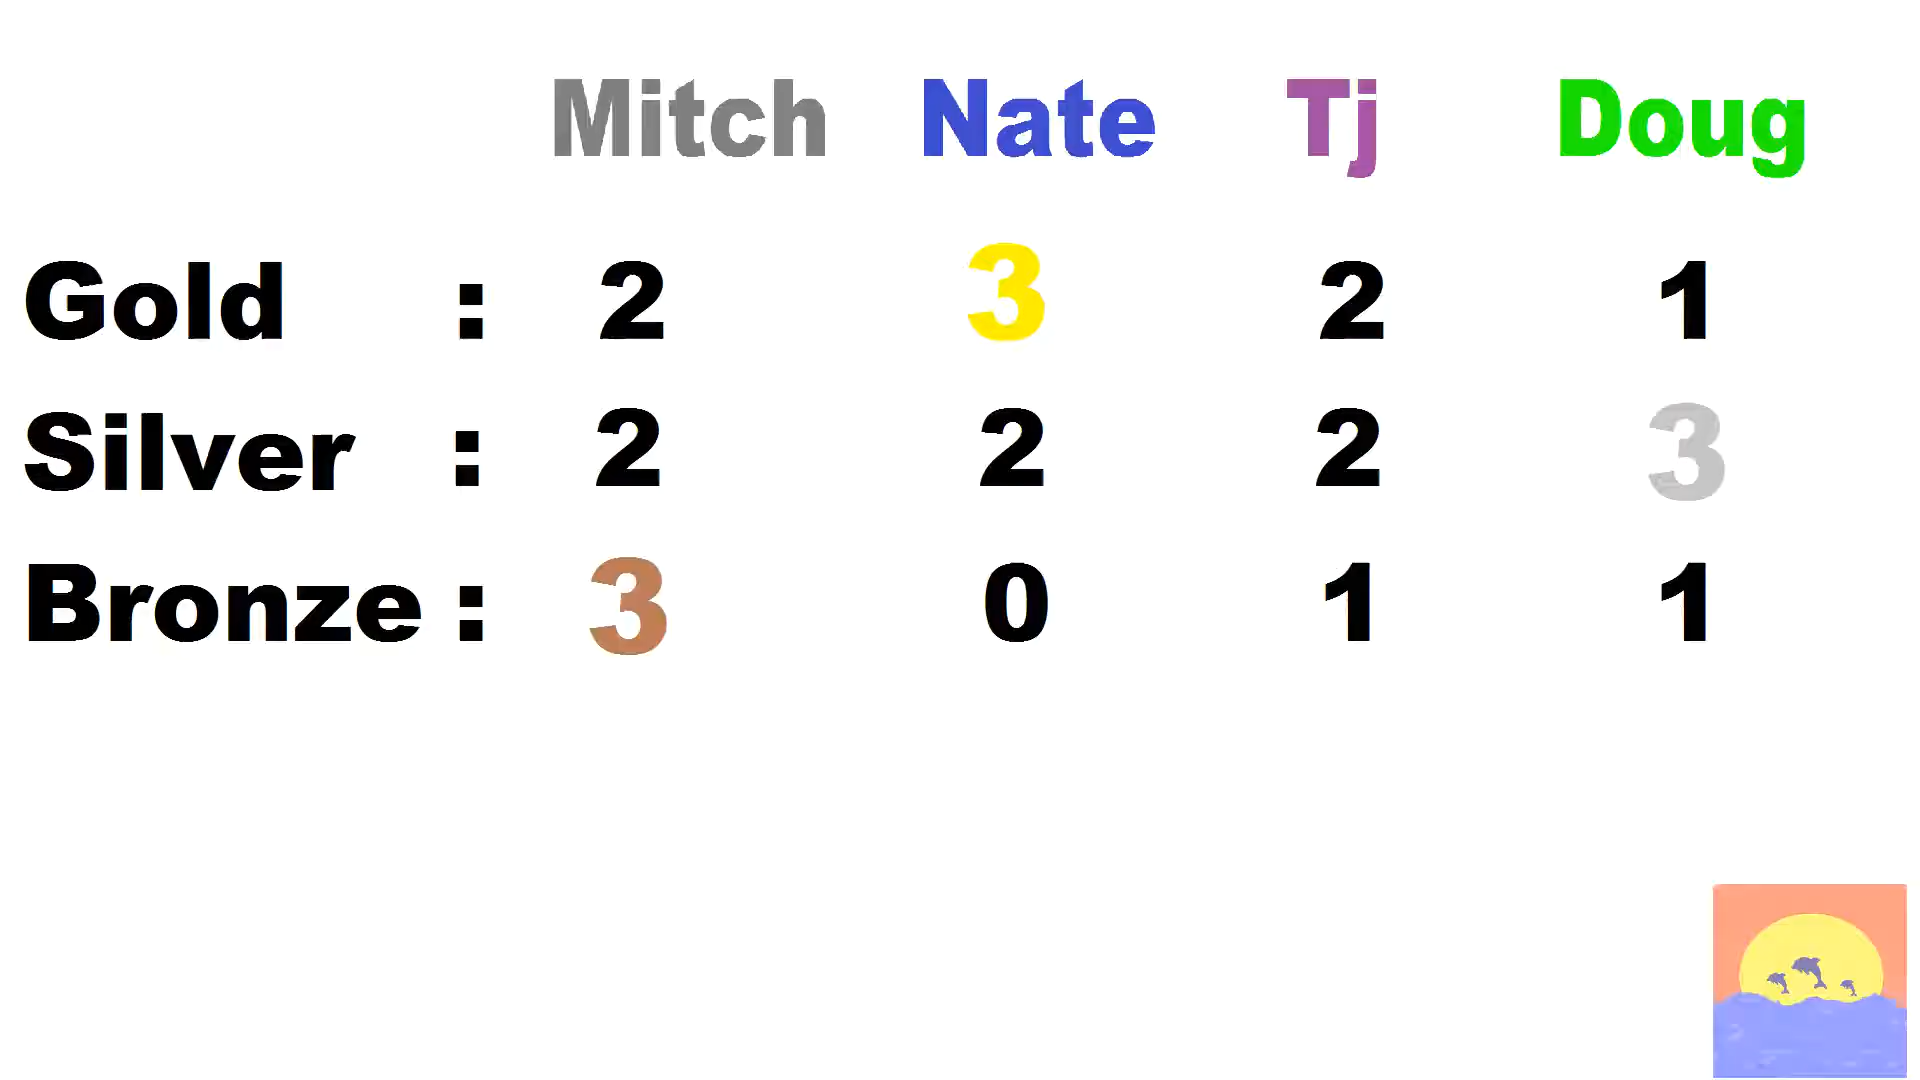 Mitch Nate Tj Doug
Gold : 2 3 2 1
Silver : 2 2 2 3
Bronze : 3 0 1 1